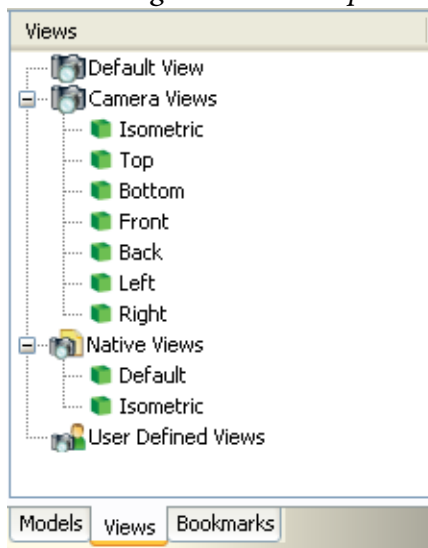 Views
Default View
Camera Views
Isometric
Top
Bottom
Front
Back
Left
Right
Native Views
Default
Isometric
User Defined Views
Models Views Bookmarks